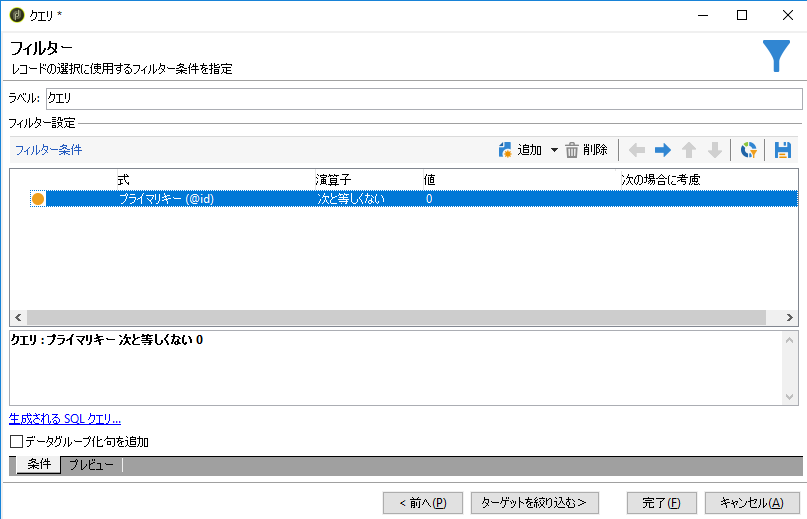 クエリ *
フィルター
レコードの選択に使用するフィルター条件を指定
ラベル: クエリ
フィルター設定
フィルター条件 追加 削除
式 演算子 値 次の場合に考慮
プライマリキー (@id) 次と等しくない 0
クエリ : プライマリキー 次と等しくない 0
生成される SQL クエリ...
データグループ化句を追加
条件 プレビュー
< 前へ(P) ターゲットを絞り込む > 完了(F) キャンセル(A)